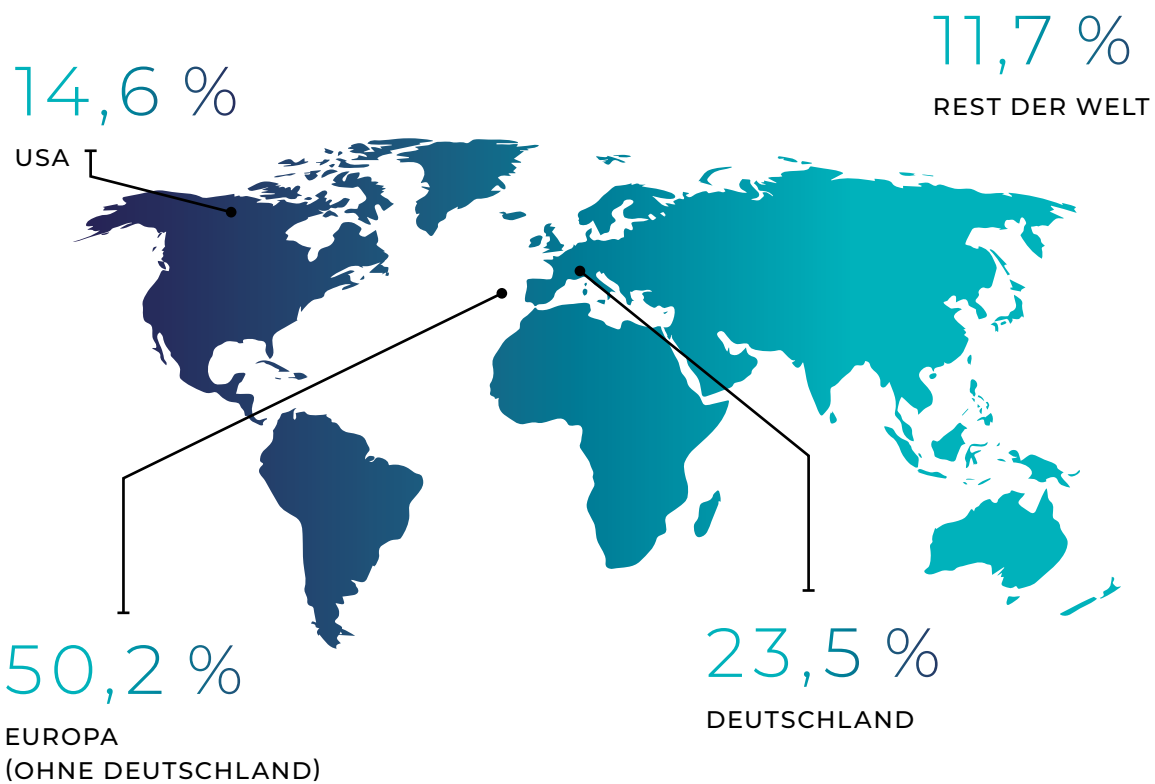 11,7 %
REST DER WELT
14,6 %
USA
50,2 %
EUROPA
(OHNE DEUTSCHLAND)
23,5 %
DEUTSCHLAND